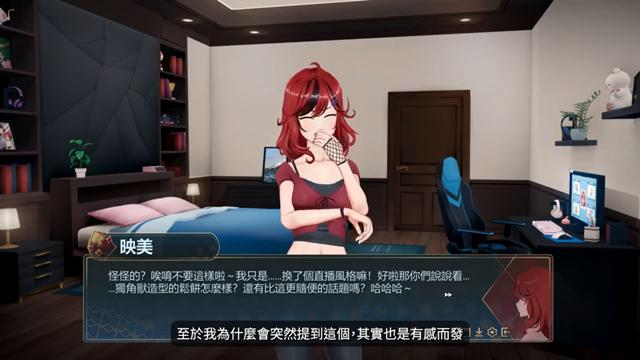 映美
怪怪的？唉唷不要這樣啦～我只是……換了個直播風格嘛！好啦那你們說說看…
…獨角獸造型的鬆餅怎麼樣？還有比這更隨便的話題嗎？哈哈哈～
至於我為什麼會突然提到這個，其實也是有感而發